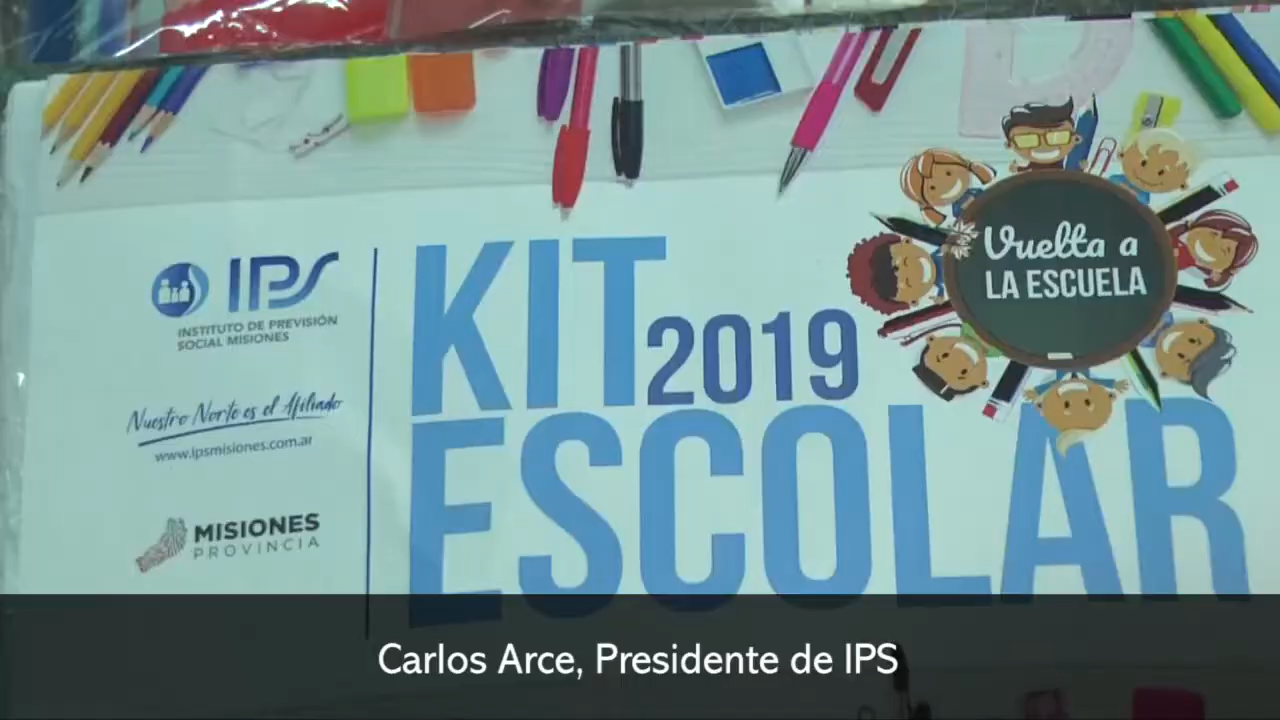 IPS
INSTITUTO DE PREVISIÓN
SOCIAL MISIONES
Nuestro Norte es el Afiliado
www.ipsmisiones.com.ar
MISIONES
PROVINCIA
KIT 2019
ESCOLAR
Vuelta a
LA ESCUELA
Carlos Arce, Presidente de IPS